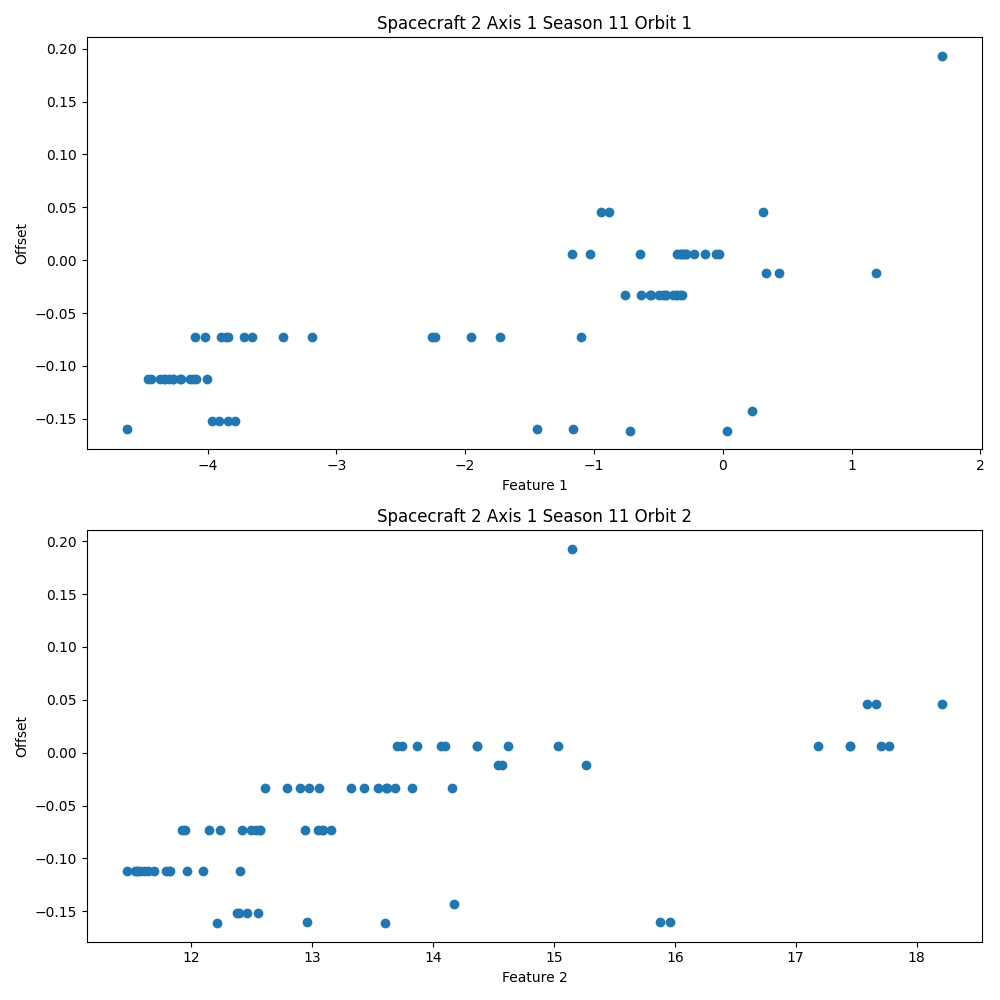 Spacecraft 2 Axis 1 Season 11 Orbit 1
0.20
0.15
0.10
0.05
0.00
−0.05
−0.10
−0.15
Offset
−4 −3 −2 −1 0 1 2
Feature 1
Spacecraft 2 Axis 1 Season 11 Orbit 2
0.20
0.15
0.10
0.05
0.00
−0.05
−0.10
−0.15
Offset
12 13 14 15 16 17 18
Feature 2